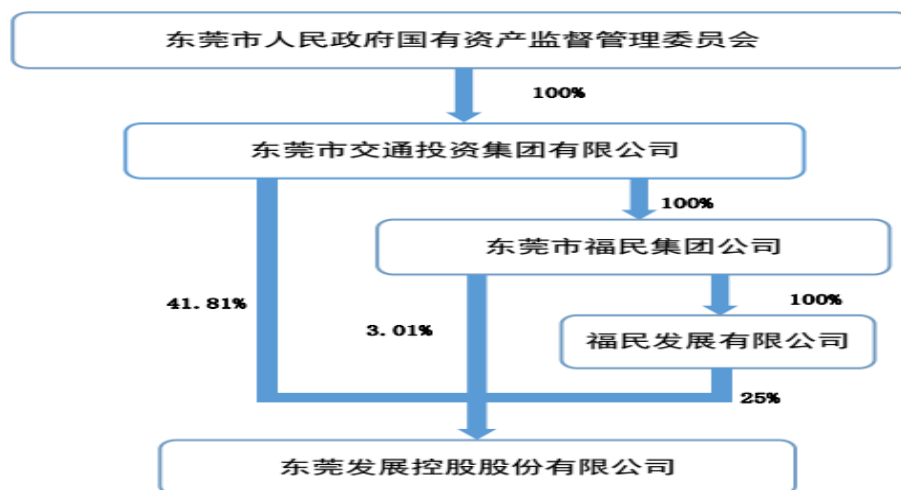 东莞市人民政府国有资产监督管理委员会
100%
东莞市交通投资集团有限公司
100%
东莞市福民集团公司
41.81%
3.01%
100%
福民发展有限公司
25%
东莞发展控股股份有限公司